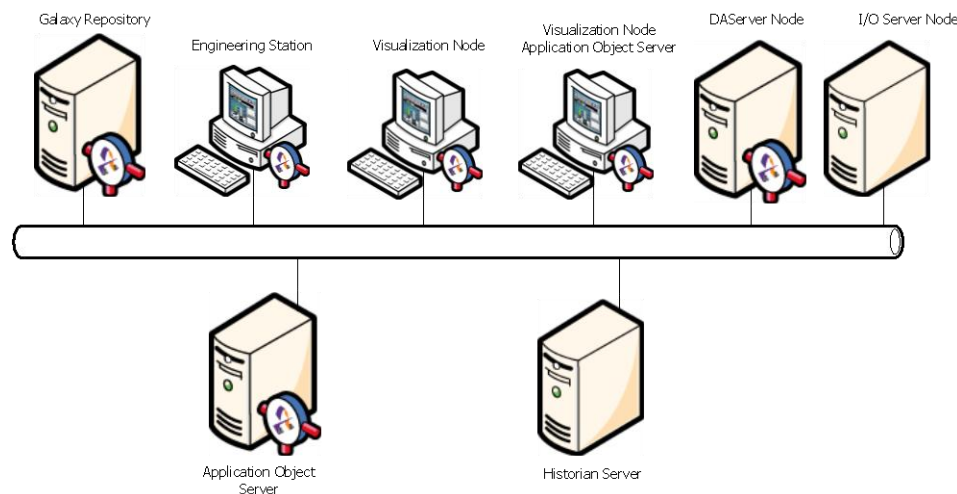 Galaxy Repository
Engineering Station
Visualization Node
Visualization Node
Application Object Server
DAServer Node
I/O Server Node
Application Object
Server
Historian Server